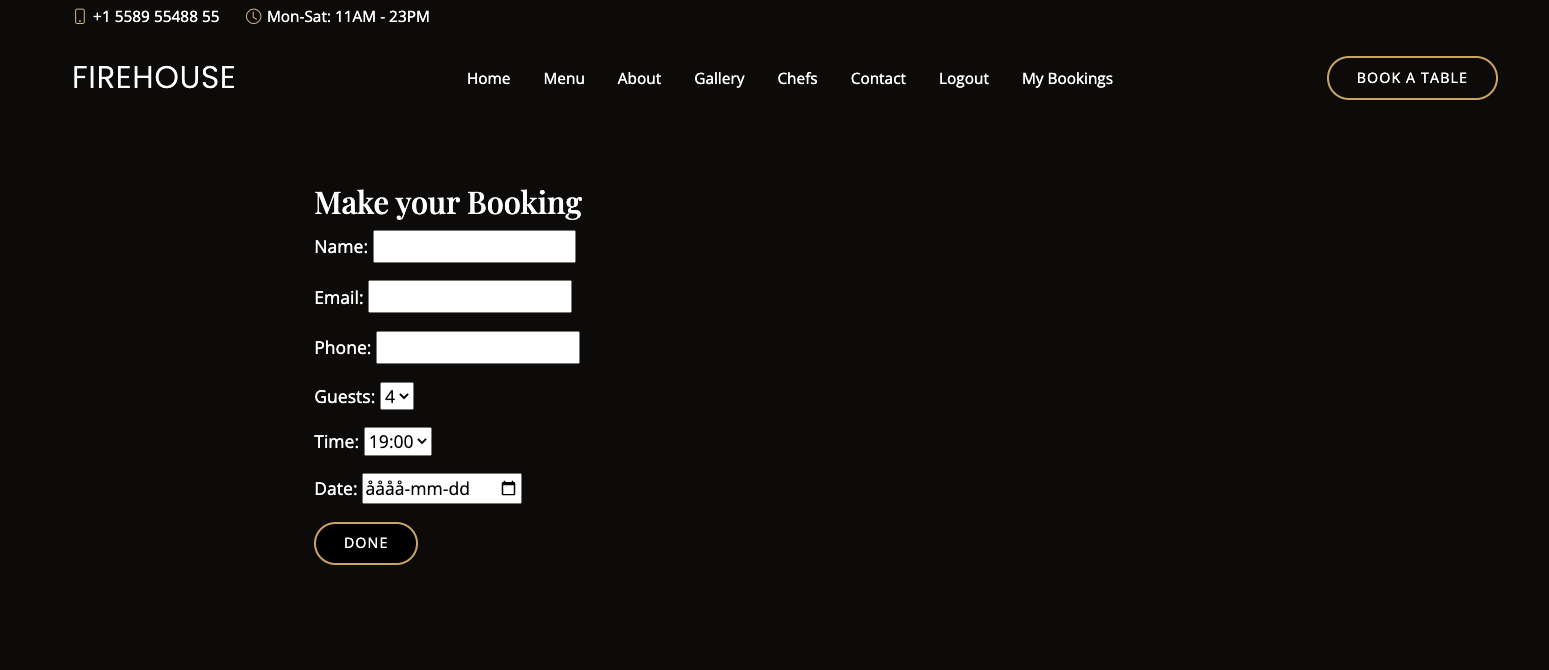 +1 5589 55488 55 Mon-Sat: 11AM - 23PM
FIREHOUSE Home Menu About Gallery Chefs Contact Logout My Bookings BOOK A TABLE
Make your Booking
Name:
Email:
Phone:
Guests: 4
Time: 19:00
Date: åååå-mm-dd
DONE